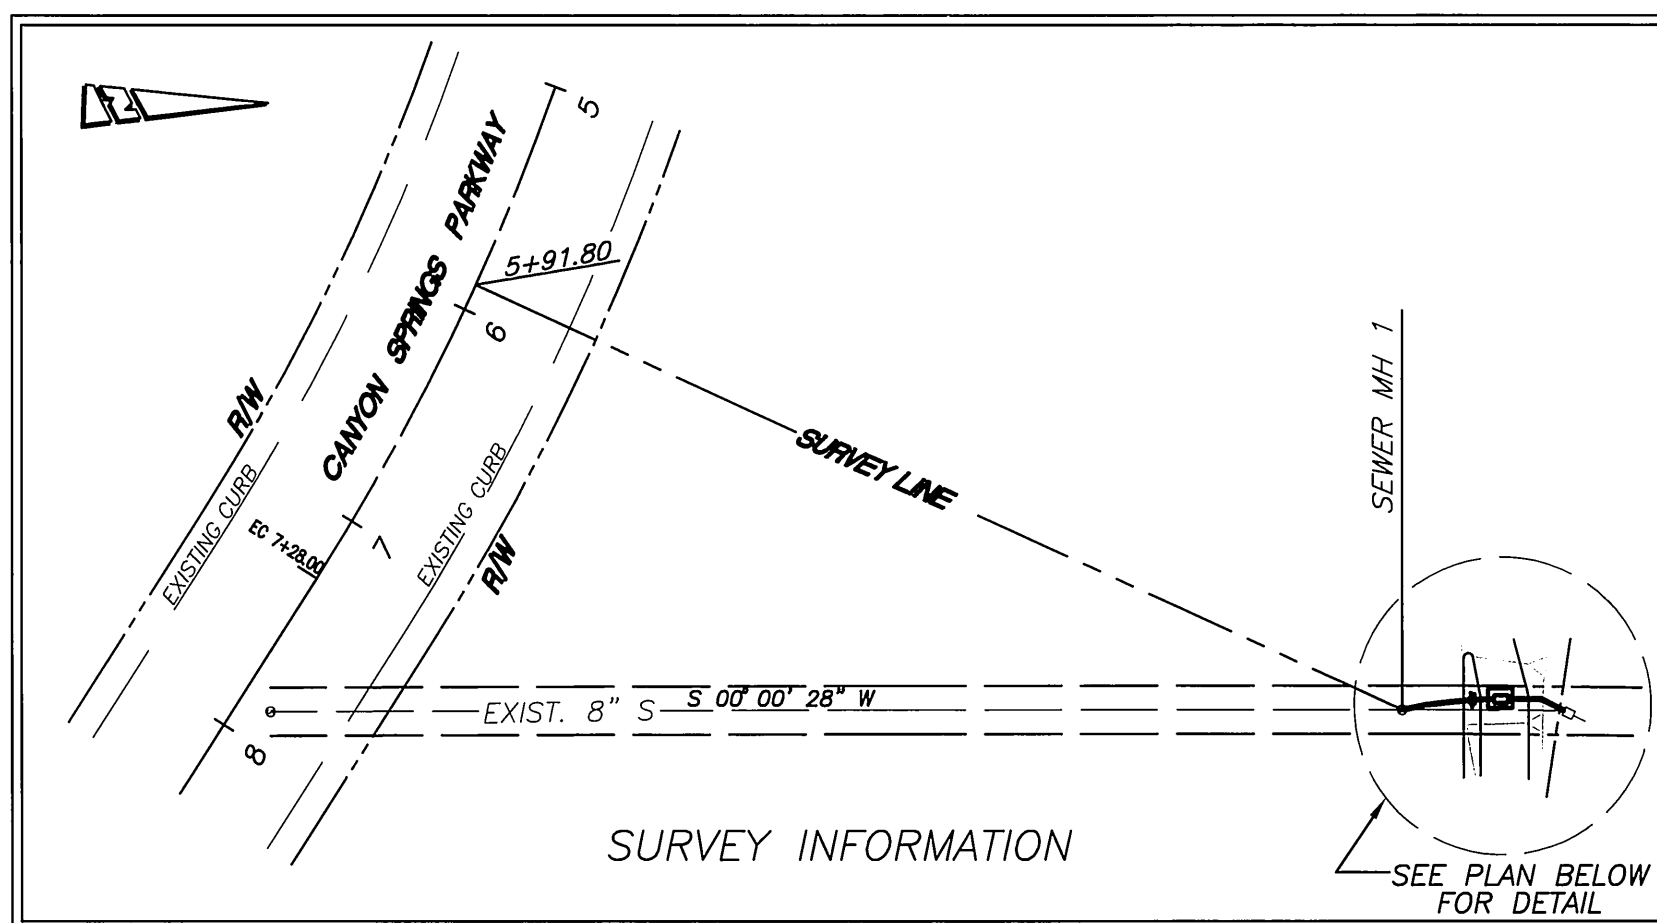 Z
5
CANYON SPRINGS PARKWAY
5+91.80
6
SEWER MH 1
R/W
SURVEY LINE
EXISTING CURB
EXISTING CURB
EC 7+28.00
7
R/W
EXIST. 8" S
S 00° 00' 28" W
8
SURVEY INFORMATION
SEE PLAN BELOW
FOR DETAIL